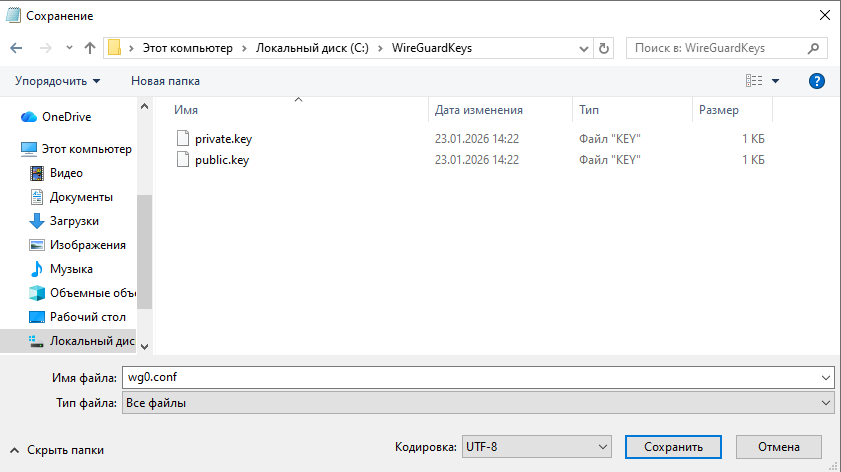 Сохранение
Этот компьютер › Локальный диск (C:) › WireGuardKeys
Поиск в: WireGuardKeys
Упорядочить
Новая папка
?
Имя
Дата изменения
Тип
Размер
OneDrive
Этот компьютер
Видео
Документы
Загрузки
Изображения
Музыка
Объемные объ
Рабочий стол
Локальный дис
private.key 23.01.2026 14:22 Файл "KEY" 1 КБ
public.key 23.01.2026 14:22 Файл "KEY" 1 КБ
Имя файла: wg0.conf
Тип файла: Все файлы
Скрыть папки
Кодировка: UTF-8
Сохранить
Отмена